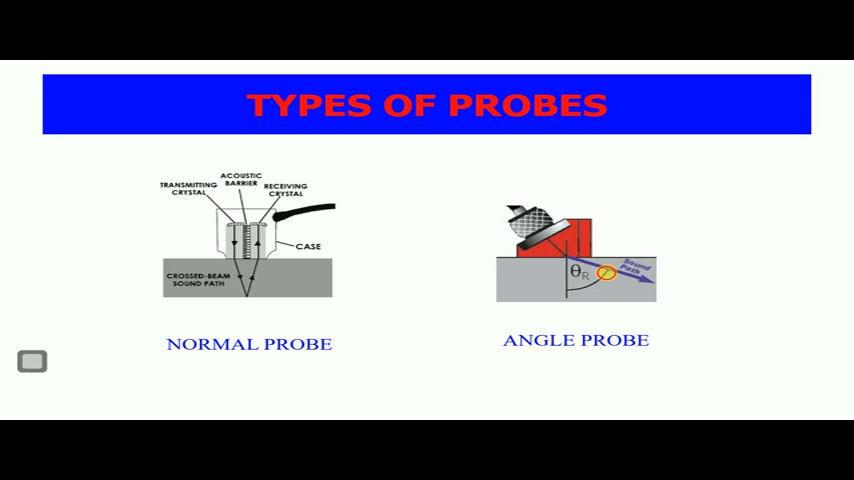 TYPES OF PROBES
ACOUSTIC
BARRIER
TRANSMITTING
CRYSTAL
RECEIVING
CRYSTAL
CASE
CROSSED-BEAM
SOUND PATH
NORMAL PROBE
Sound
Path
θR
ANGLE PROBE